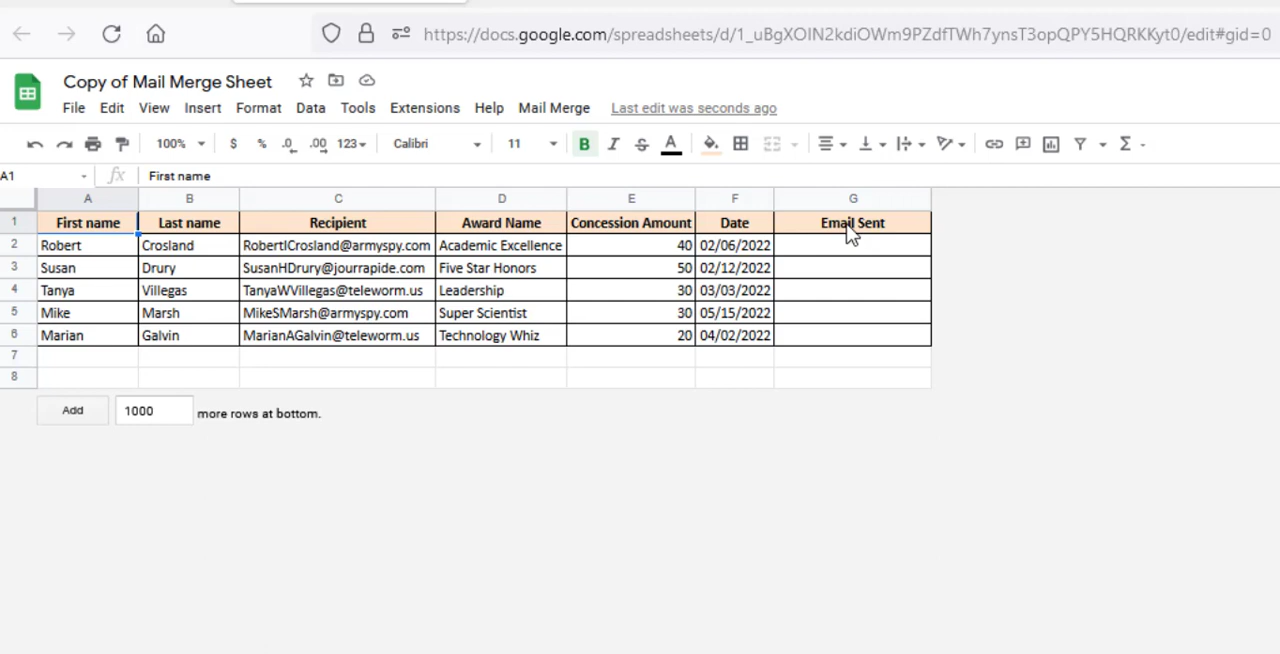 https://docs.google.com/spreadsheets/d/1_uBgXOIN2kdiOWm9PZdfTWh7ynsT3opQPY5HQRKKyt0/edit#gid=0
Copy of Mail Merge Sheet
File Edit View Insert Format Data Tools Extensions Help Mail Merge Last edit was seconds ago
100% $ % .0 .00 123 Calibri 11 B I S A Σ
A1 fx First name
A B C D E F G
1 First name Last name Recipient Award Name Concession Amount Date Email Sent
2 Robert Crosland RobertICrosland@armyspy.com Academic Excellence 40 02/06/2022
3 Susan Drury SusanHDrury@jourrapide.com Five Star Honors 50 02/12/2022
4 Tanya Villegas TanyaWVillegas@teleworm.us Leadership 30 03/03/2022
5 Mike Marsh MikeSMarsh@armyspy.com Super Scientist 30 05/15/2022
6 Marian Galvin MarianAGalvin@teleworm.us Technology Whiz 20 04/02/2022
7
8
Add 1000 more rows at bottom.